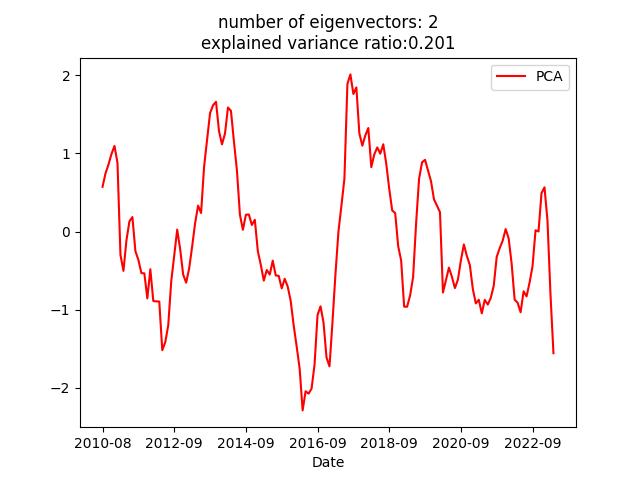 number of eigenvectors: 2
explained variance ratio:0.201
PCA
2
1
0
−1
−2
2010-08 2012-09 2014-09 2016-09 2018-09 2020-09 2022-09
Date